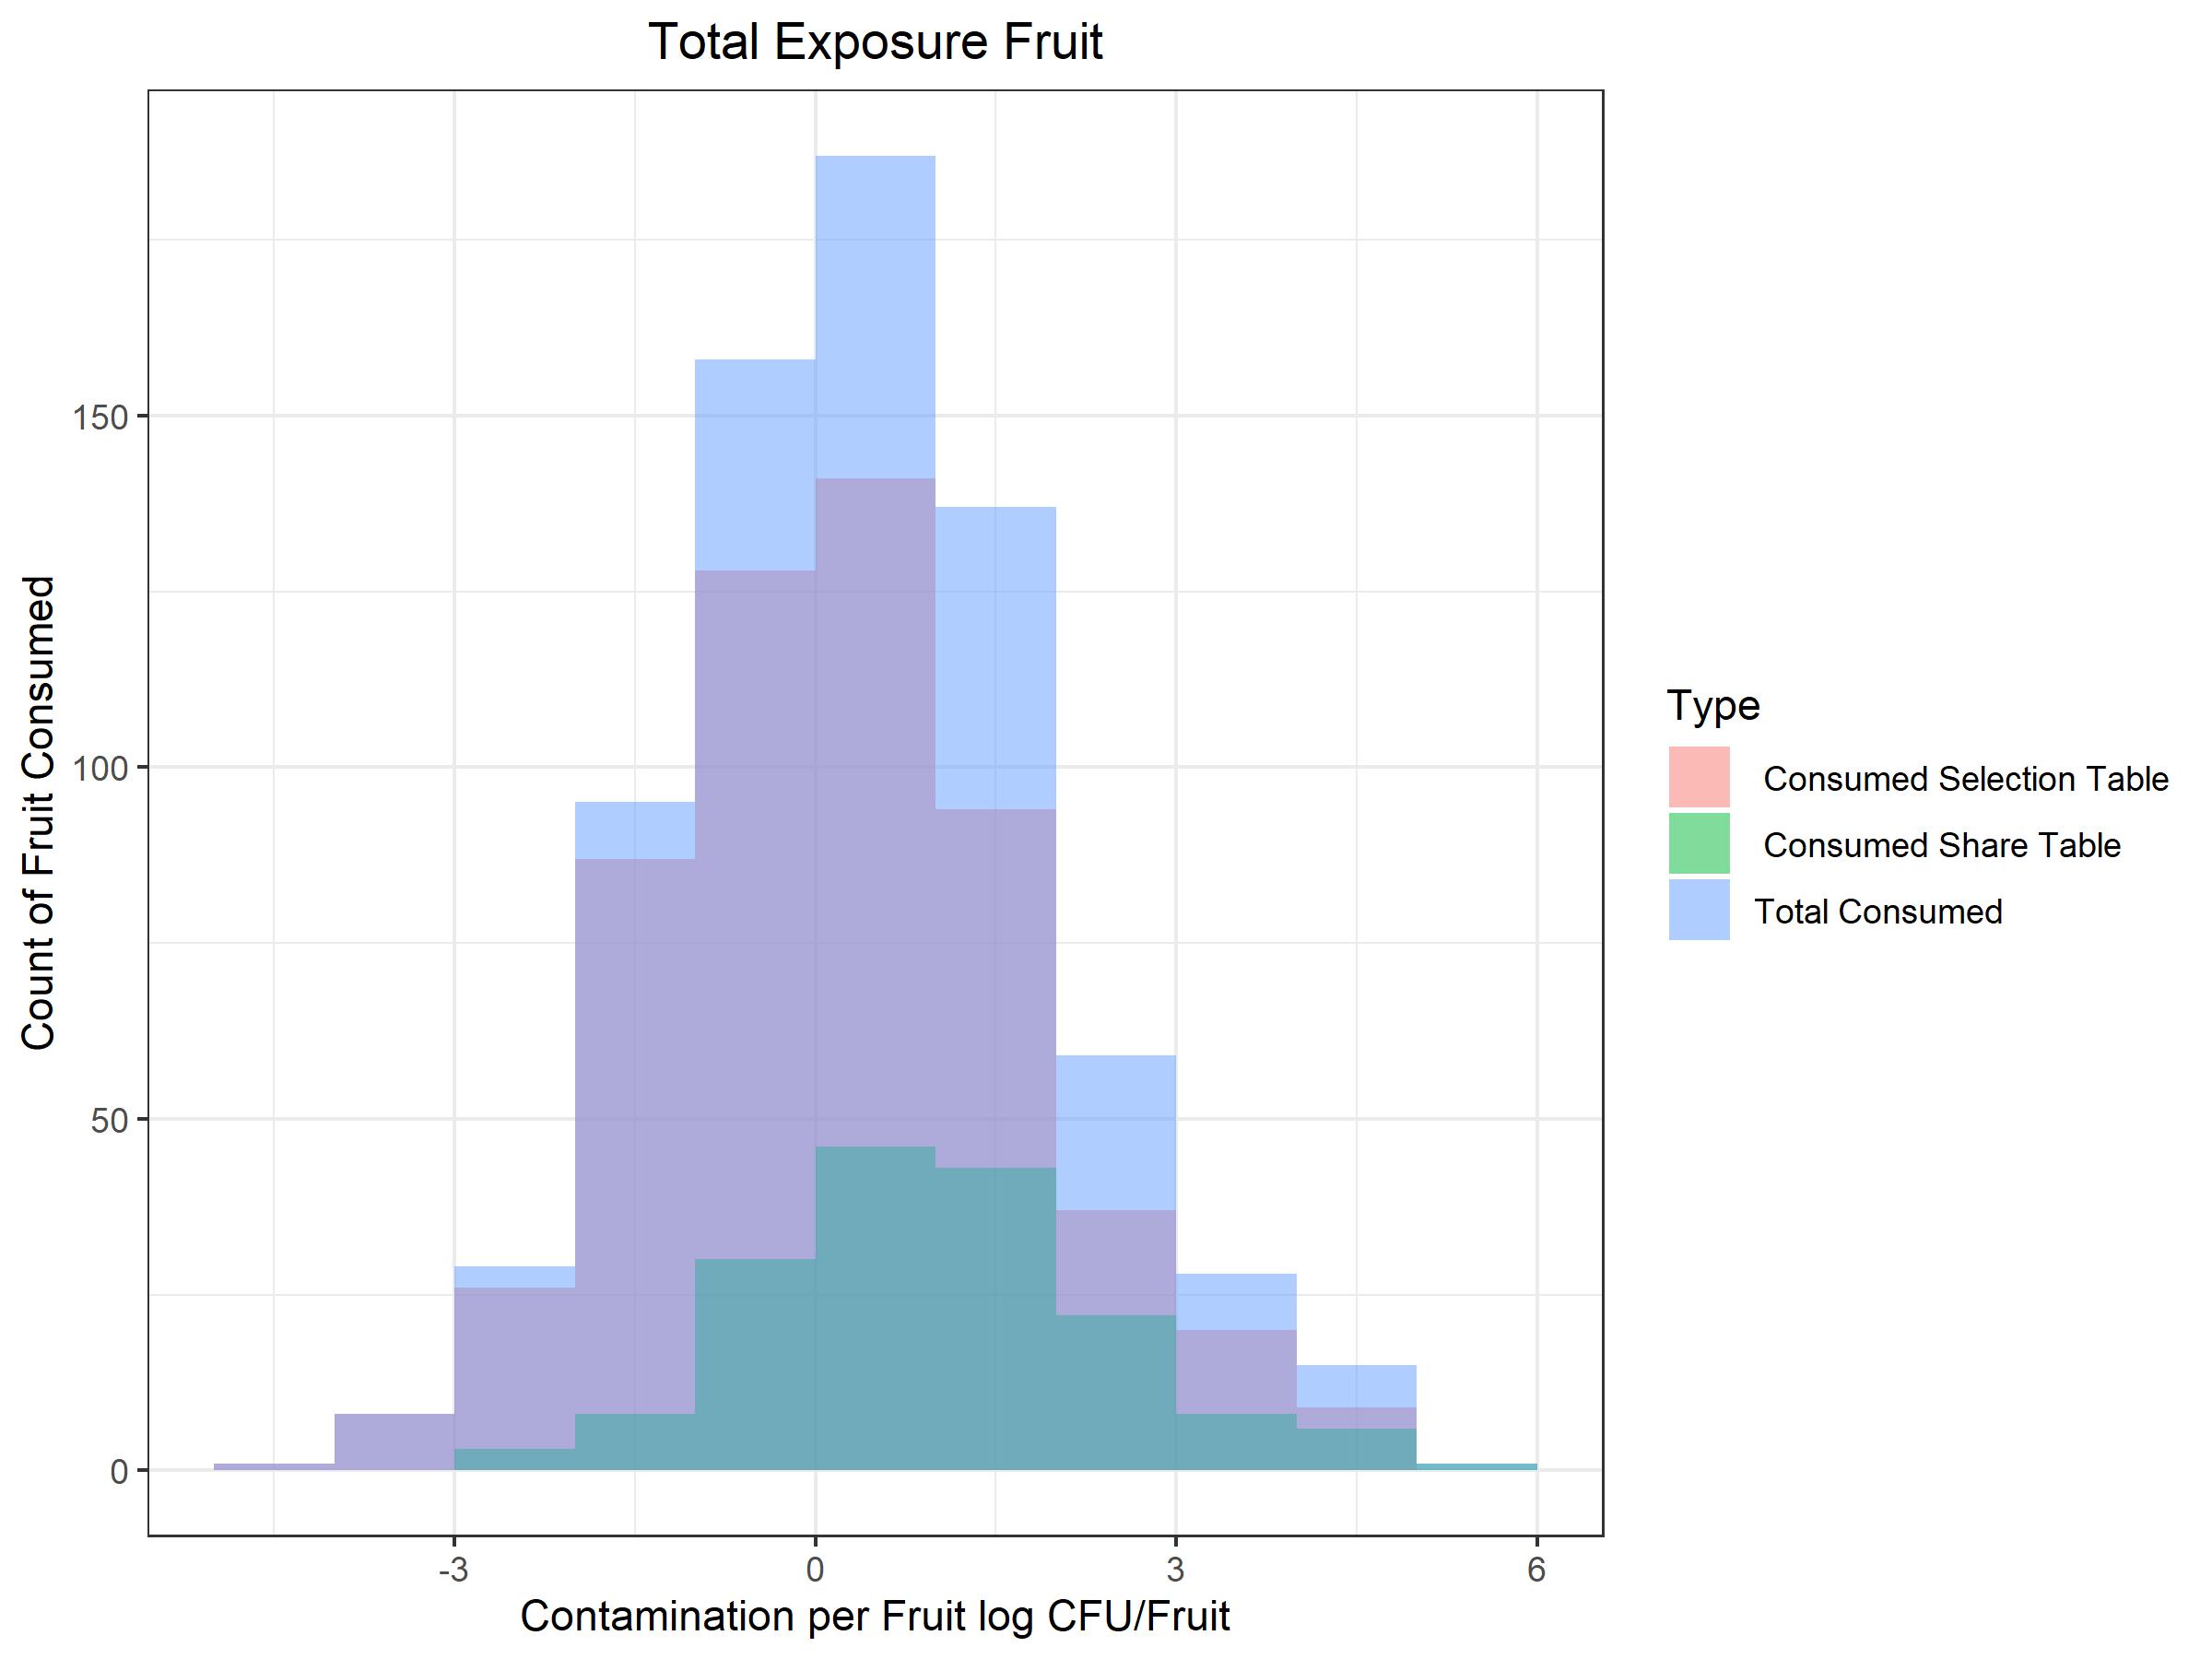 Total Exposure Fruit
Count of Fruit Consumed
150
100
50
0
-3
0
3
6
Contamination per Fruit log CFU/Fruit
Type
Consumed Selection Table
Consumed Share Table
Total Consumed